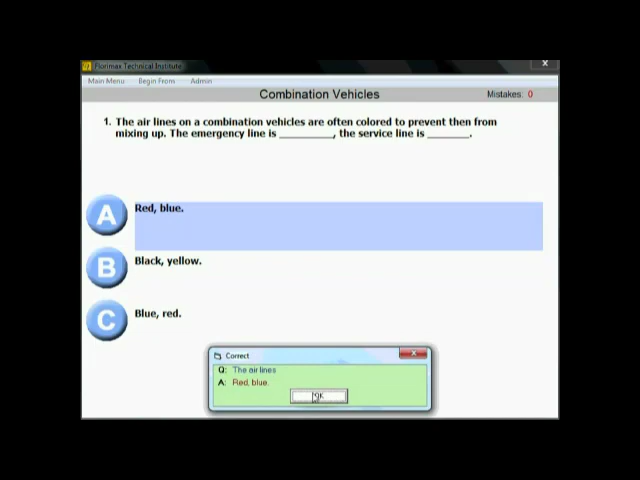 Florimax Technical Institute
Main Menu Begin From Admin
Combination Vehicles Mistakes: 0
1. The air lines on a combination vehicles are often colored to prevent then from
mixing up. The emergency line is ________, the service line is ______.
A Red, blue.
B Black, yellow.
C Blue, red.
Correct
Q: The air lines
A: Red, blue.
OK